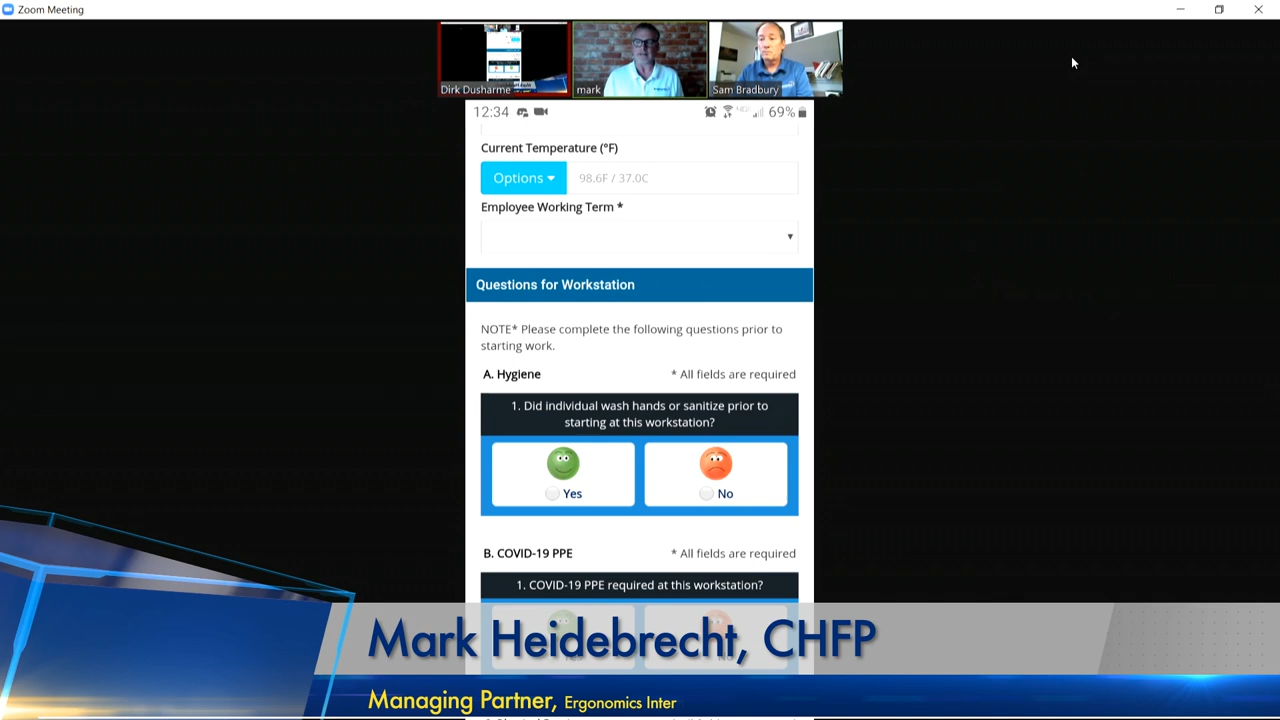 Zoom Meeting
Dirk Dusharme
mark
Sam Bradbury
12:34
69%
Current Temperature (°F)
Options
98.6F / 37.0C
Employee Working Term *
Questions for Workstation
NOTE* Please complete the following questions prior to
starting work.
A. Hygiene
* All fields are required
1. Did individual wash hands or sanitize prior to
starting at this workstation?
Yes
No
B. COVID-19 PPE
* All fields are required
1. COVID-19 PPE required at this workstation?
Mark Heidebrecht, CHFP
Managing Partner, Ergonomics Inter